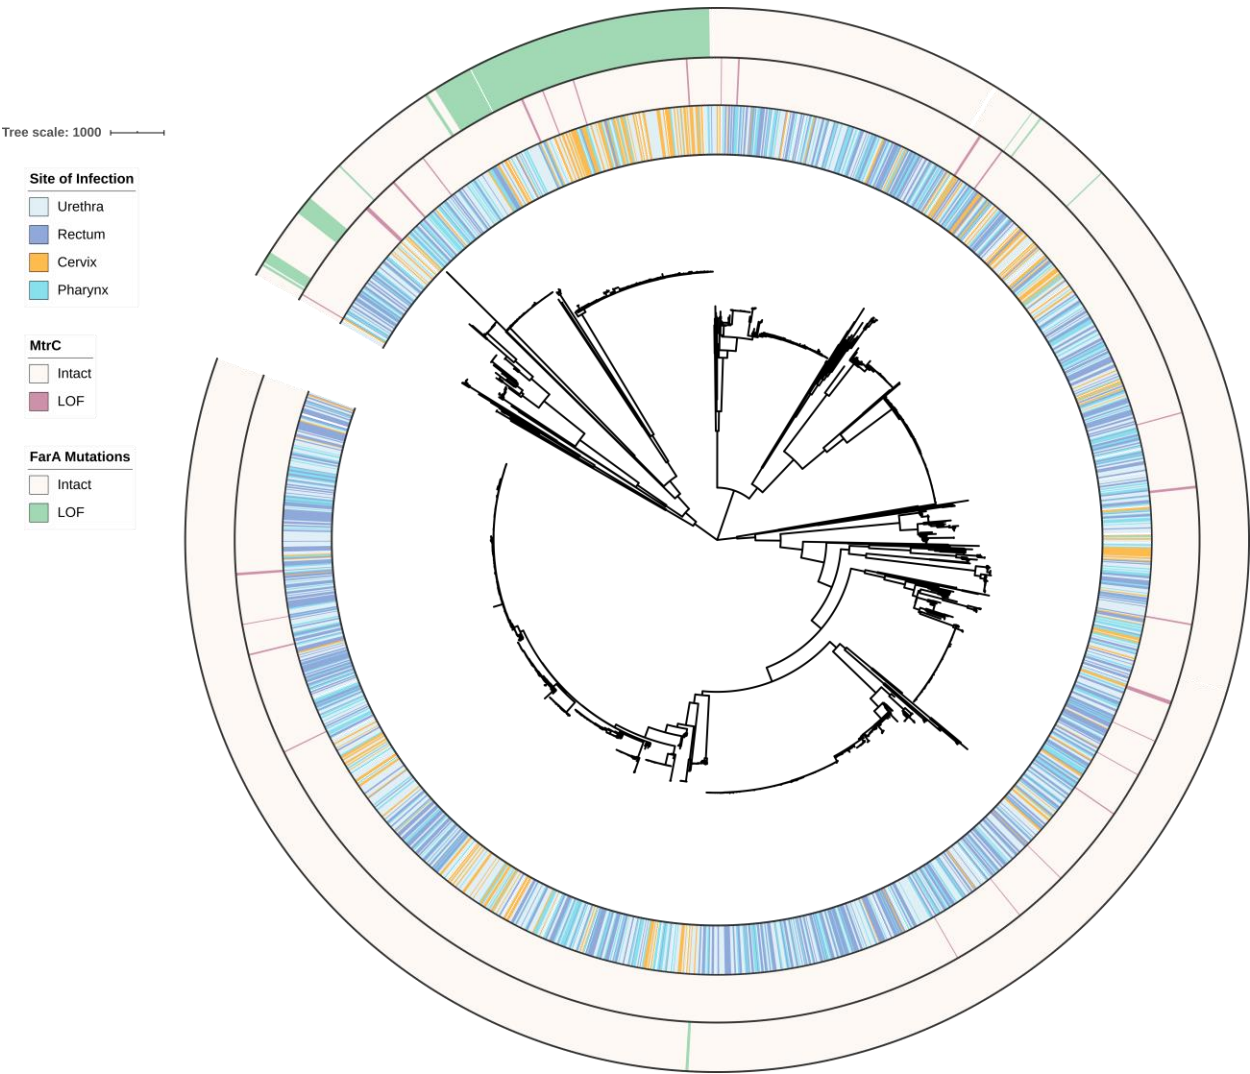 Tree scale: 1000
Site of Infection
Urethra
Rectum
Cervix
Pharynx
MtrC
Intact
LOF
FarA Mutations
Intact
LOF